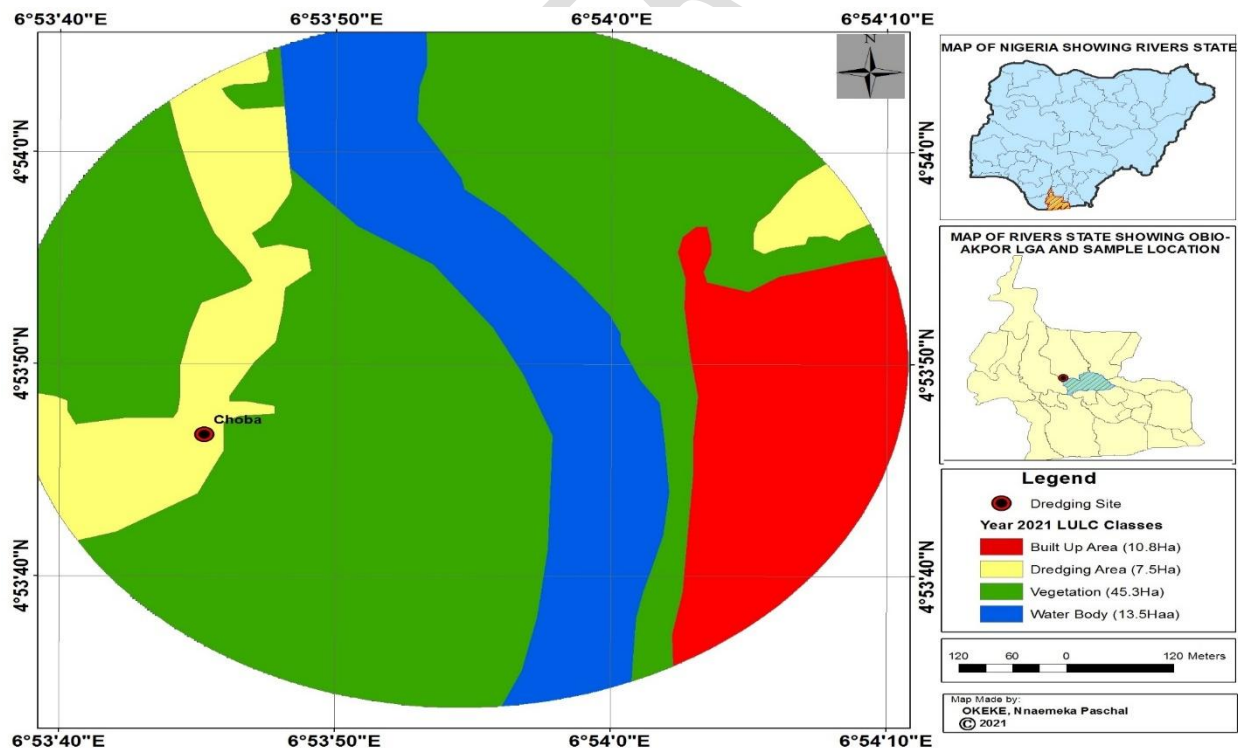 6°53'40"E 6°53'50"E 6°54'0"E 6°54'10"E
4°54'0"N
4°53'50"N
4°53'40"N
N
Choba
4°54'0"N
4°53'50"N
4°53'40"N
6°53'40"E 6°53'50"E 6°54'0"E 6°54'10"E
MAP OF NIGERIA SHOWING RIVERS STATE
MAP OF RIVERS STATE SHOWING OBIO-
AKPOR LGA AND SAMPLE LOCATION
Legend
Dredging Site
Year 2021 LULC Classes
Built Up Area (10.8Ha)
Dredging Area (7.5Ha)
Vegetation (45.3Ha)
Water Body (13.5Haa)
120 60 0 120 Meters
Map Made by:
OKEKE, Nnaemeka Paschal
© 2021